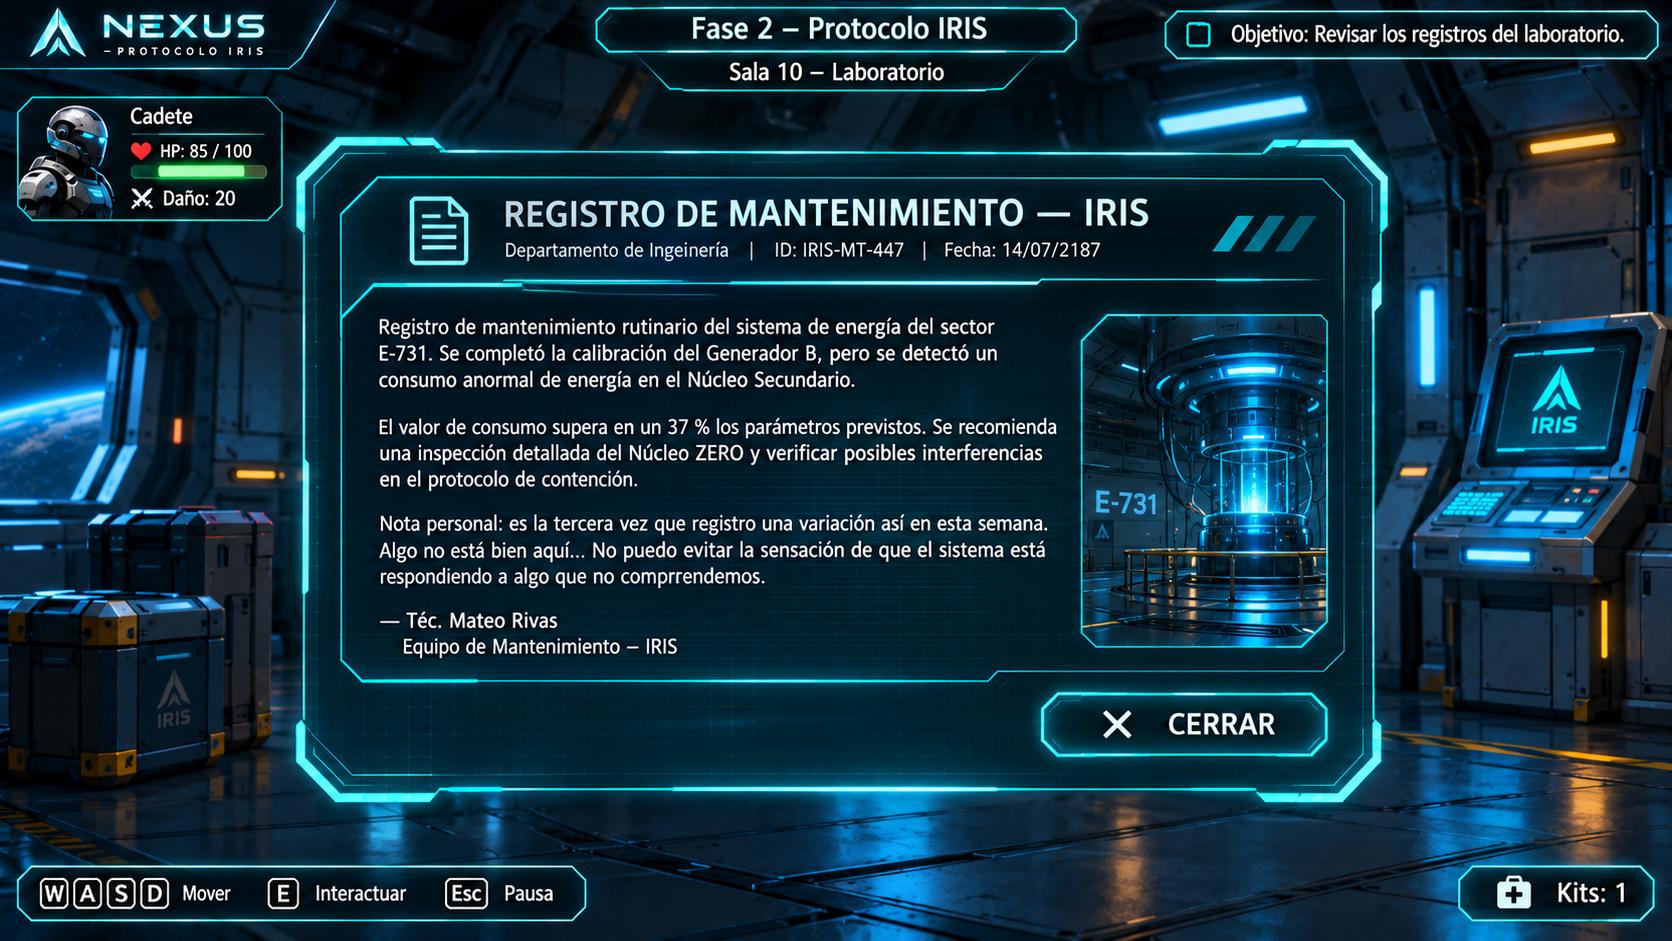 NEXUS
– PROTOCOLO IRIS
Fase 2 – Protocolo IRIS
Sala 10 – Laboratorio
Objetivo: Revisar los registros del laboratorio.
Cadete
HP: 85 / 100
Daño: 20
REGISTRO DE MANTENIMIENTO — IRIS
Departamento de Ingeinería | ID: IRIS-MT-447 | Fecha: 14/07/2187
Registro de mantenimiento rutinario del sistema de energía del sector
E-731. Se completó la calibración del Generador B, pero se detectó un
consumo anormal de energía en el Núcleo Secundario.
El valor de consumo supera en un 37 % los parámetros previstos. Se recomienda
una inspección detallada del Núcleo ZERO y verificar posibles interferencias
en el protocolo de contención.
Nota personal: es la tercera vez que registro una variación así en esta semana.
Algo no está bien aquí... No puedo evitar la sensación de que el sistema está
respondiendo a algo que no comprrendemos.
— Téc. Mateo Rivas
Equipo de Mantenimiento – IRIS
E-731
IRIS
IRIS
CERRAR
W A S D Mover E Interactuar Esc Pausa
Kits: 1